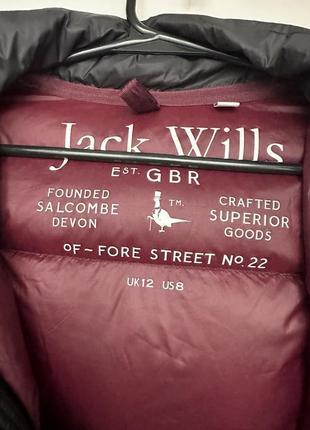 Jack Wills
EST. GBR
FOUNDED
SALCOMBE
DEVON
TM.
CRAFTED
SUPERIOR
GOODS
OF-FORE STREET No. 22
UK12 US8